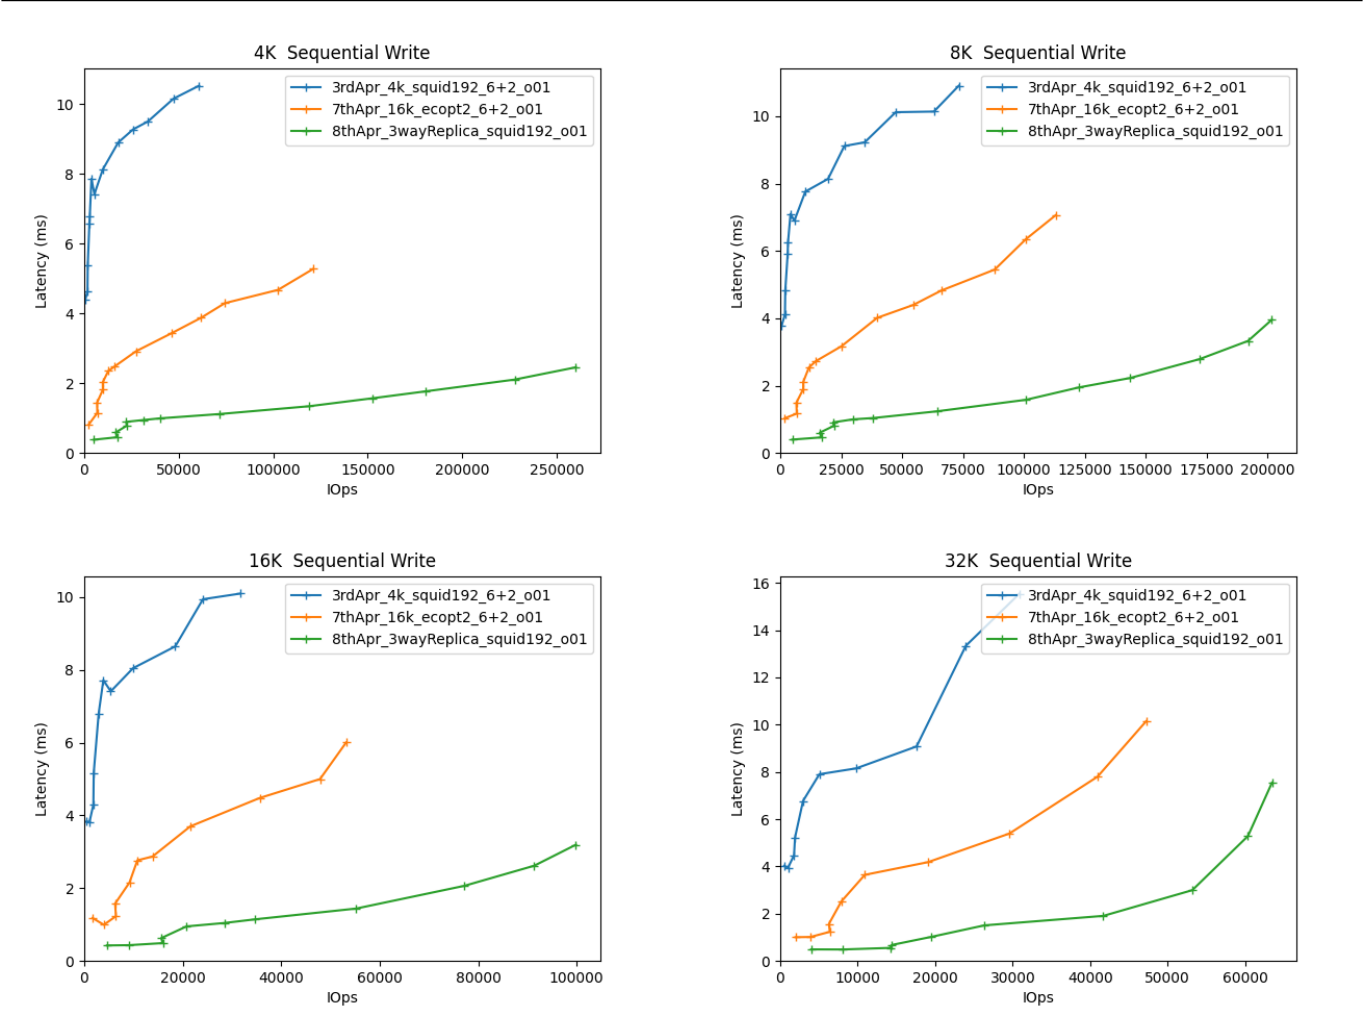 4K  Sequential Write
3rdApr_4k_squid192_6+2_o01
7thApr_16k_ecopt2_6+2_o01
8thApr_3wayReplica_squid192_o01
Latency (ms)
10
8
6
4
2
0
0 50000 100000 150000 200000 250000
IOps
8K  Sequential Write
3rdApr_4k_squid192_6+2_o01
7thApr_16k_ecopt2_6+2_o01
8thApr_3wayReplica_squid192_o01
Latency (ms)
10
8
6
4
2
0
0 25000 50000 75000 100000 125000 150000 175000 200000
IOps
16K  Sequential Write
3rdApr_4k_squid192_6+2_o01
7thApr_16k_ecopt2_6+2_o01
8thApr_3wayReplica_squid192_o01
Latency (ms)
10
8
6
4
2
0
0 20000 40000 60000 80000 100000
IOps
32K  Sequential Write
3rdApr_4k_squid192_6+2_o01
7thApr_16k_ecopt2_6+2_o01
8thApr_3wayReplica_squid192_o01
Latency (ms)
16
14
12
10
8
6
4
2
0
0 10000 20000 30000 40000 50000 60000
IOps